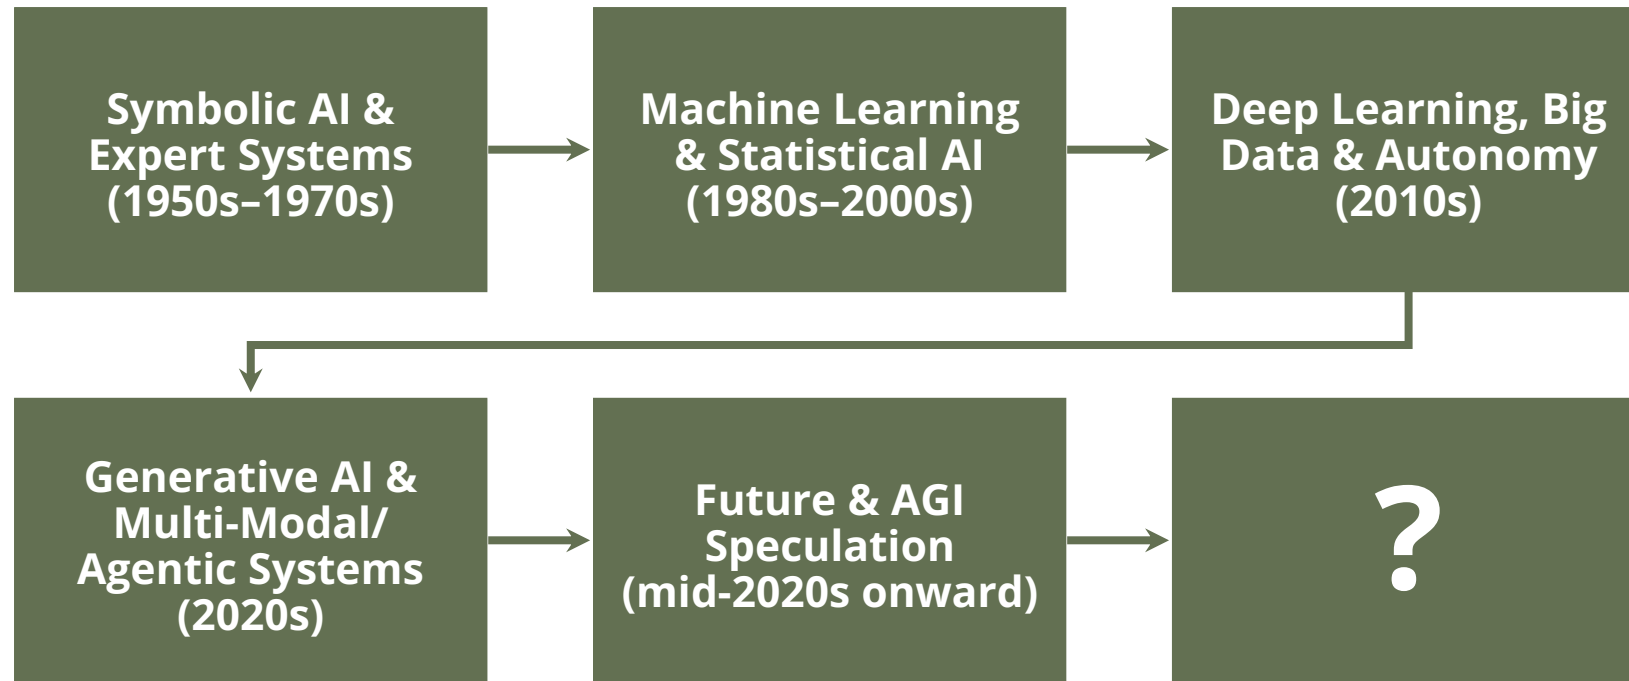 Symbolic AI &
Expert Systems
(1950s–1970s)
Machine Learning
& Statistical AI
(1980s–2000s)
Deep Learning, Big
Data & Autonomy
(2010s)
Generative AI &
Multi-Modal/
Agentic Systems
(2020s)
Future & AGI
Speculation
(mid-2020s onward)
?